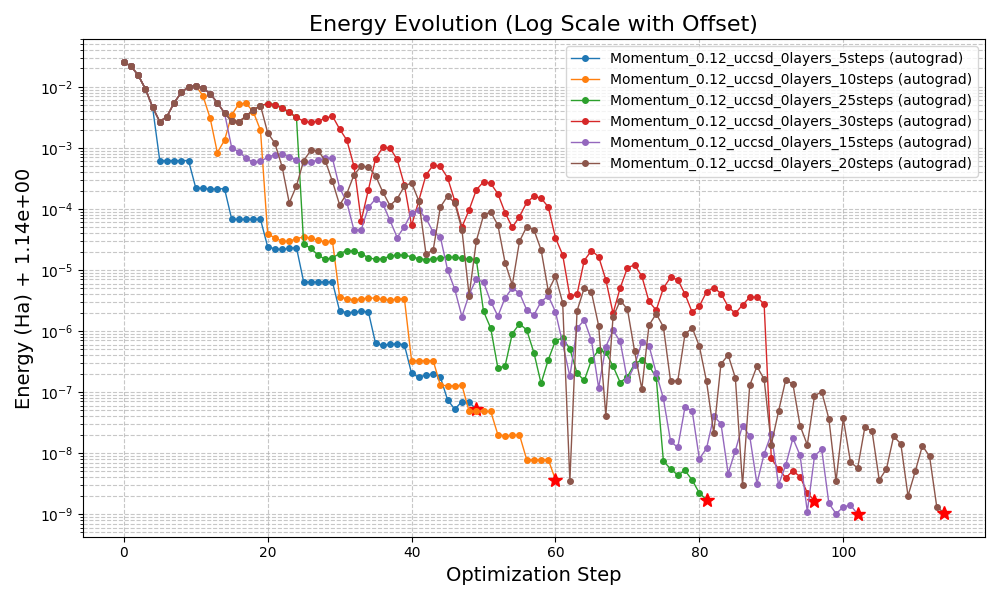 Energy Evolution (Log Scale with Offset)
Momentum_0.12_uccsd_0layers_5steps (autograd)
Momentum_0.12_uccsd_0layers_10steps (autograd)
Momentum_0.12_uccsd_0layers_25steps (autograd)
Momentum_0.12_uccsd_0layers_30steps (autograd)
Momentum_0.12_uccsd_0layers_15steps (autograd)
Momentum_0.12_uccsd_0layers_20steps (autograd)
Energy (Ha) + 1.14e+00
10⁻²
10⁻³
10⁻⁴
10⁻⁵
10⁻⁶
10⁻⁷
10⁻⁸
10⁻⁹
0 20 40 60 80 100
Optimization Step